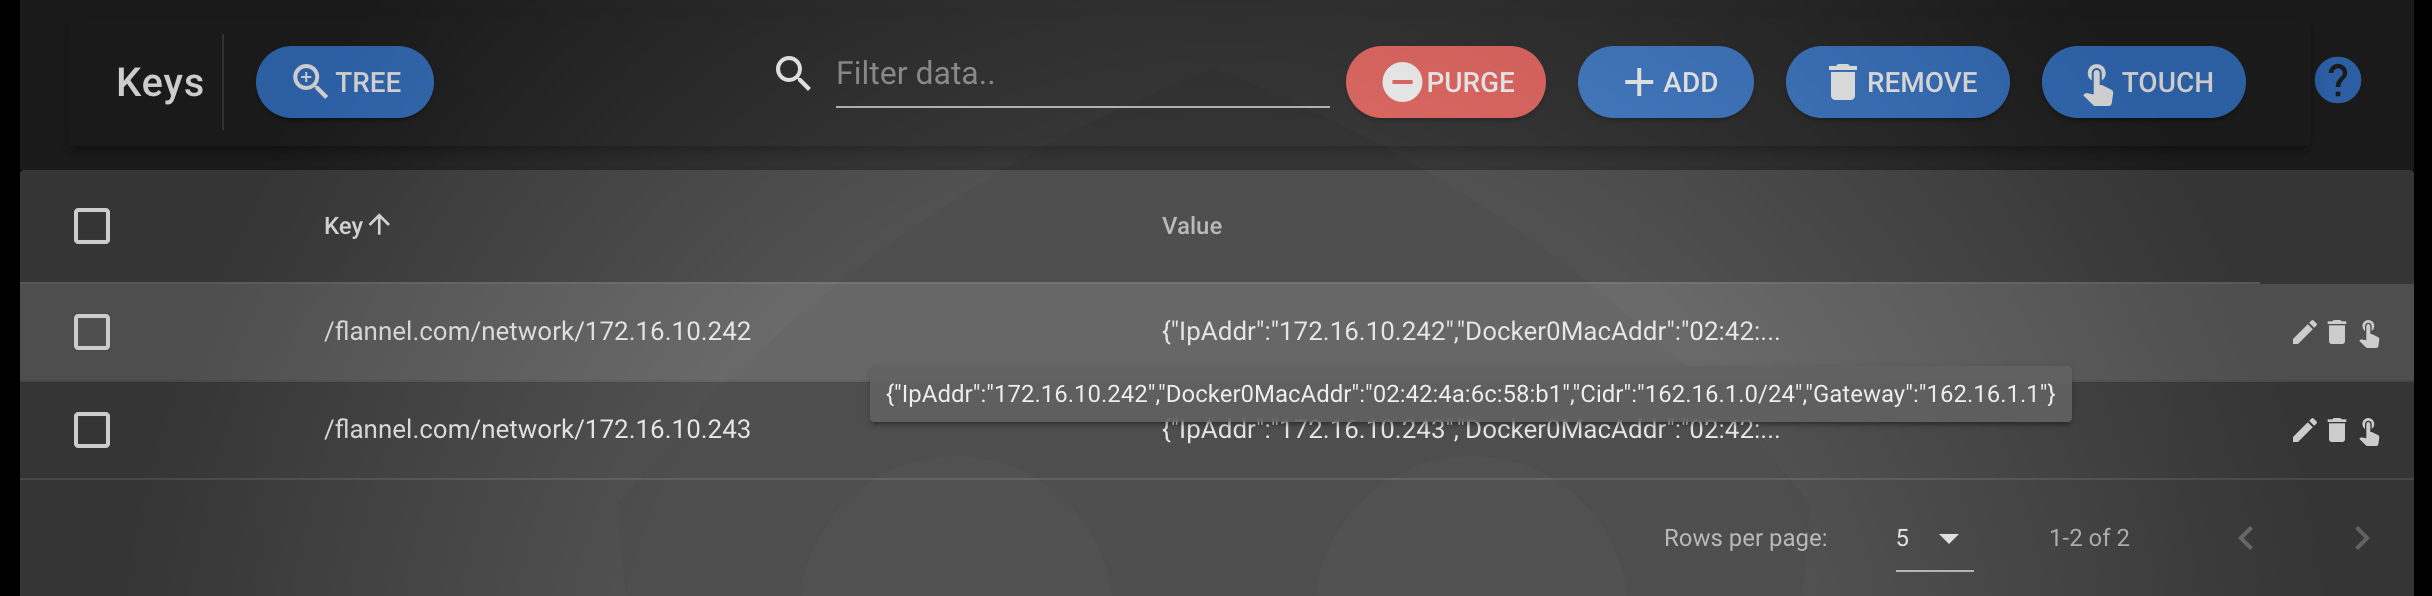 Keys TREE Filter data.. PURGE ADD REMOVE TOUCH ?
Key Value
/flannel.com/network/172.16.10.242 {"IpAddr":"172.16.10.242","Docker0MacAddr":"02:42:...
{"IpAddr":"172.16.10.242","Docker0MacAddr":"02:42:4a:6c:58:b1","Cidr":"162.16.1.0/24","Gateway":"162.16.1.1"}
/flannel.com/network/172.16.10.243 {"IpAddr":"172.16.10.243","Docker0MacAddr":"02:42:...
Rows per page: 5 1-2 of 2